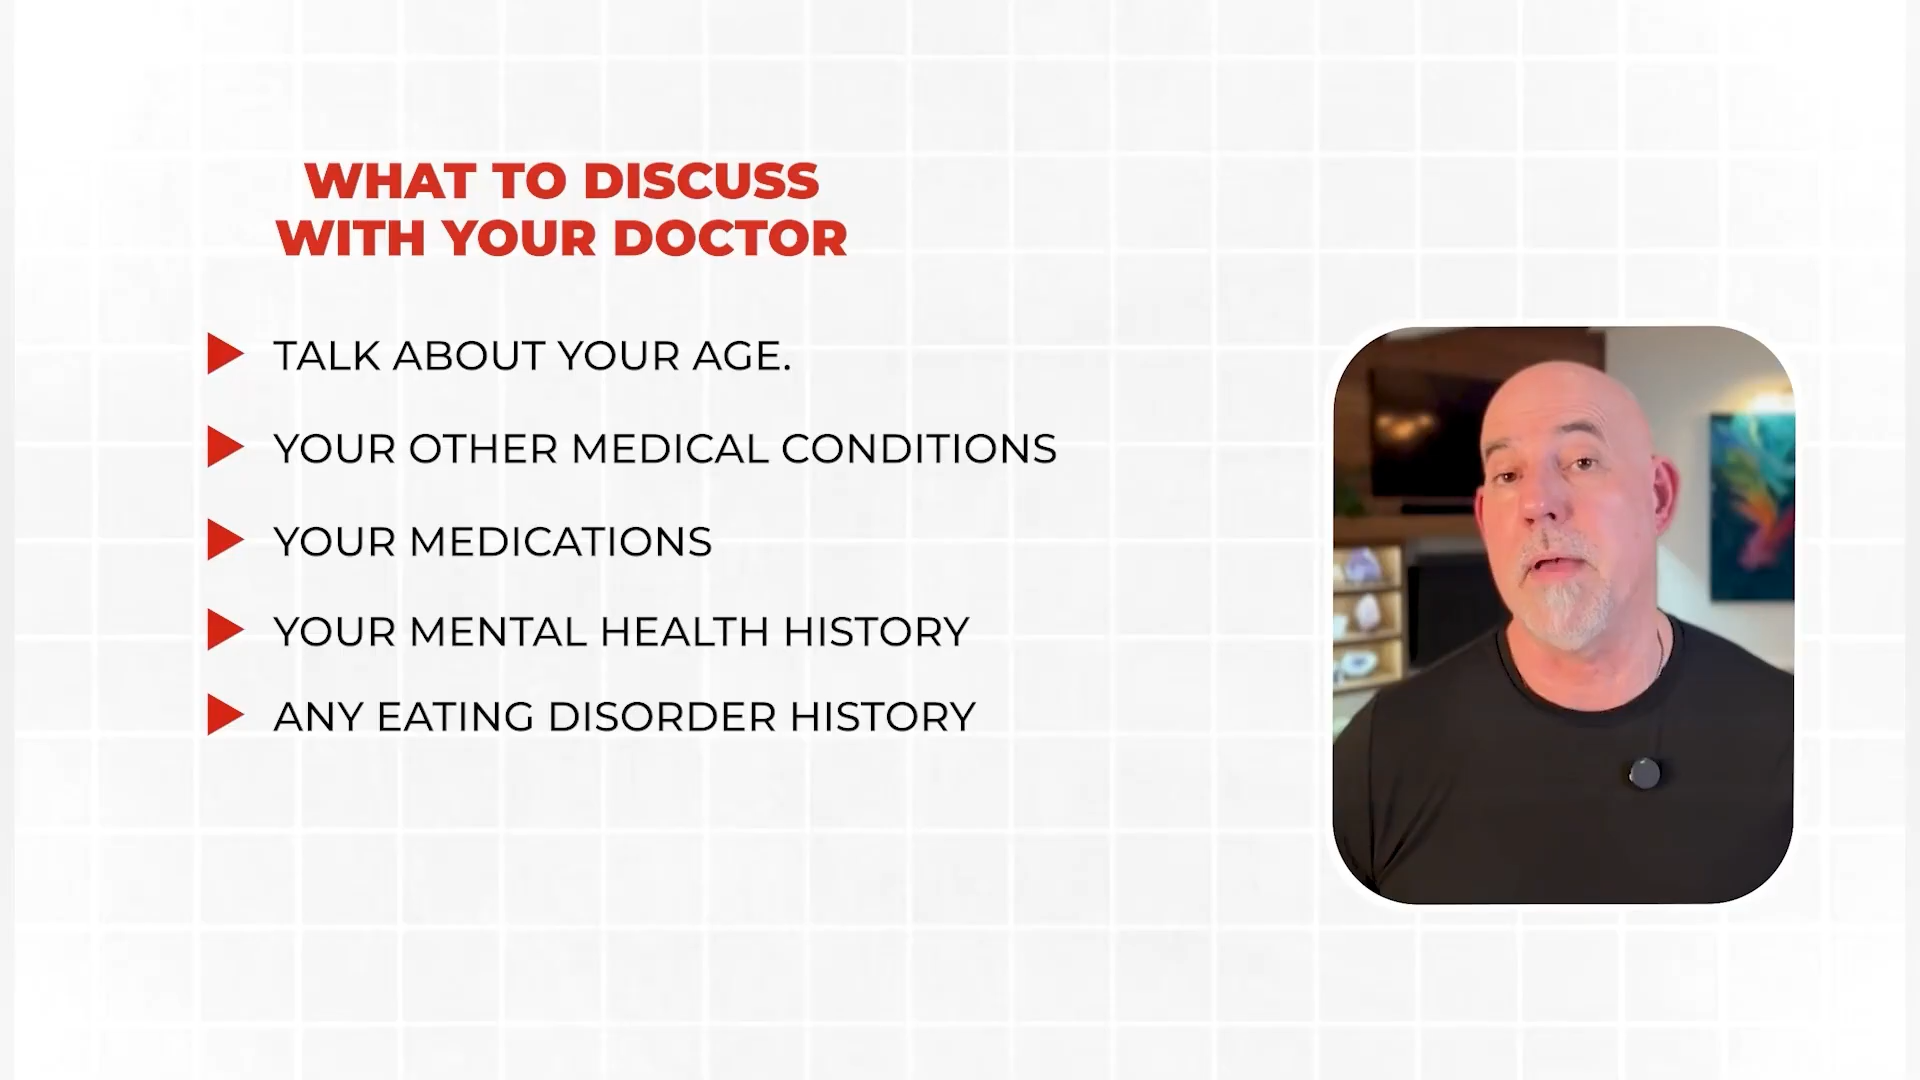 WHAT TO DISCUSS
WITH YOUR DOCTOR
TALK ABOUT YOUR AGE.
YOUR OTHER MEDICAL CONDITIONS
YOUR MEDICATIONS
YOUR MENTAL HEALTH HISTORY
ANY EATING DISORDER HISTORY